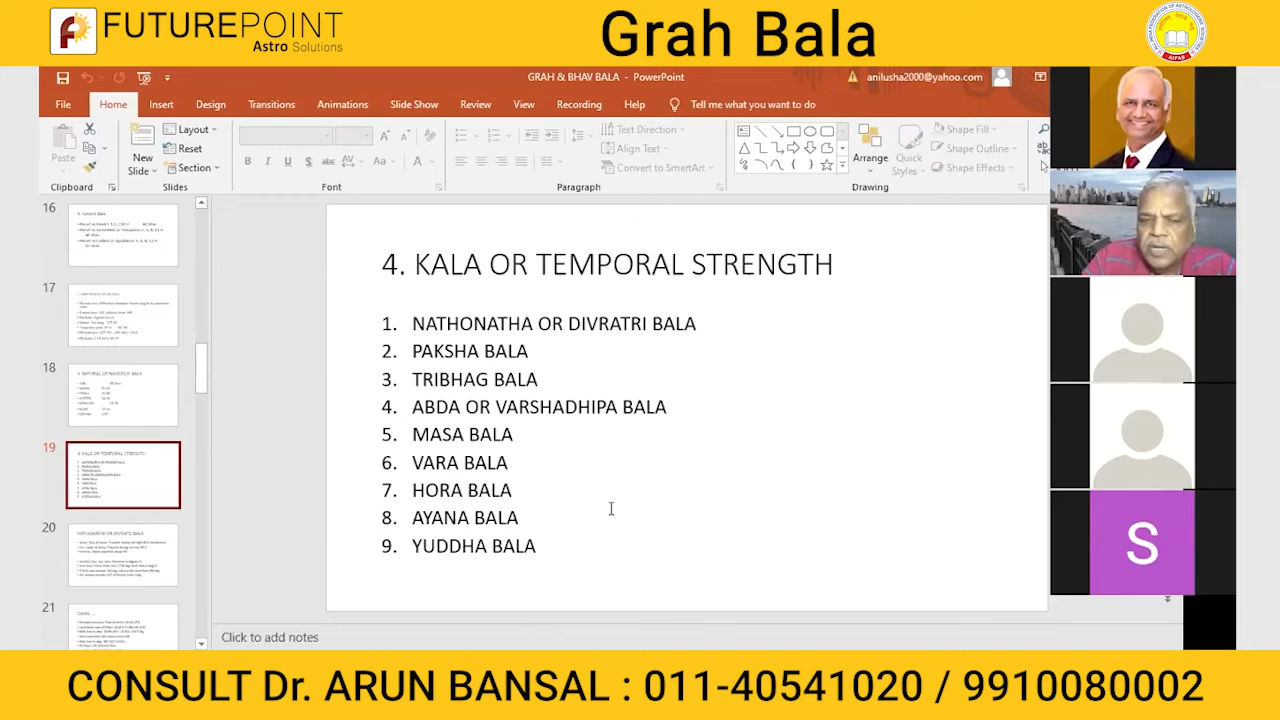 FUTUREPOINT
Astro Solutions
Grah Bala
GRAH & BHAV BALA - PowerPoint
anilusha2000@yahoo.com
File Home Insert Design Transitions Animations Slide Show Review View Recording Help Tell me what you want to do
Paste
New Slide
Layout
Reset
Section
Text Direction
Align Text
Convert to SmartArt
Arrange
Quick Styles
Shape Fill
Shape Outline
Shape Effects
Clipboard Slides Font Paragraph Drawing
16
17
18
19
20
21
4. KALA OR TEMPORAL STRENGTH
1. NATHONATHA OR DIVRATRI BALA
2. PAKSHA BALA
3. TRIBHAG BALA
4. ABDA OR VARSHADHIPA BALA
5. MASA BALA
6. VARA BALA
7. HORA BALA
8. AYANA BALA
9. YUDDHA BALA
S
Click to add notes
CONSULT Dr. ARUN BANSAL : 011-40541020 / 9910080002